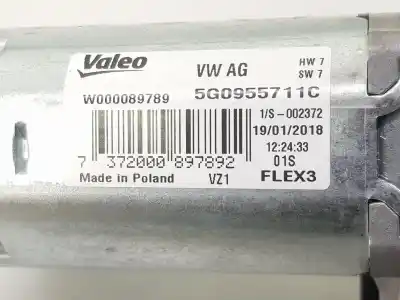 Valeo VW AG HW 7
SW 7
W000089789 5G0955711C
1/S-002372
19/01/2018
12:24:33
7 372000 897892 01S
Made in Poland VZ1 FLEX3